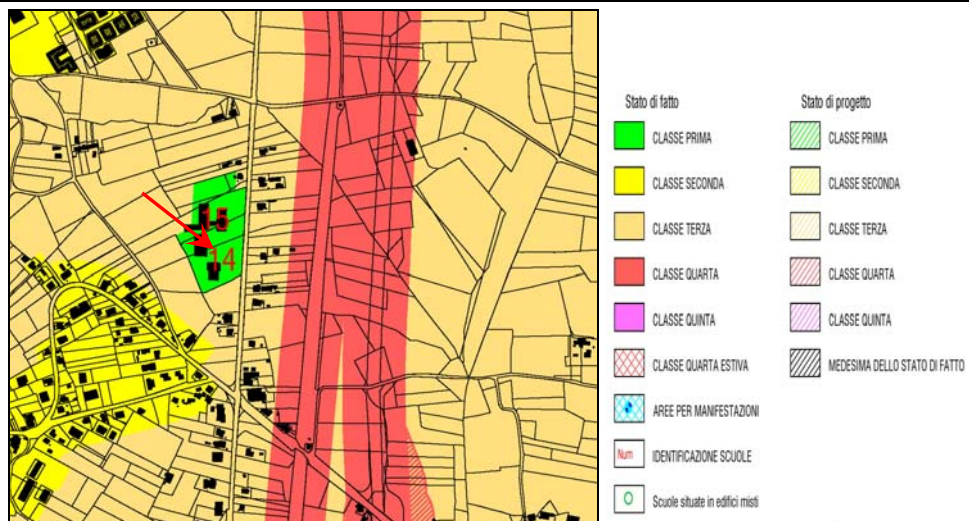 15
14
Stato di fatto
CLASSE PRIMA
CLASSE SECONDA
CLASSE TERZA
CLASSE QUARTA
CLASSE QUINTA
CLASSE QUARTA ESTIVA
AREE PER MANIFESTAZIONI
Num IDENTIFICAZIONE SCUOLE
Scuole situate in edifici misti
Stato di progetto
CLASSE PRIMA
CLASSE SECONDA
CLASSE TERZA
CLASSE QUARTA
CLASSE QUINTA
MEDESIMA DELLO STATO DI FATTO